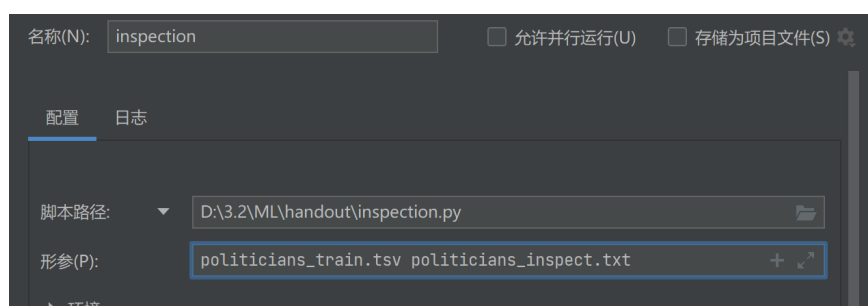 名称(N): inspection 允许并行运行(U) 存储为项目文件(S)
配置 日志
脚本路径: D:\3.2\ML\handout\inspection.py
形参(P): politicians_train.tsv politicians_inspect.txt